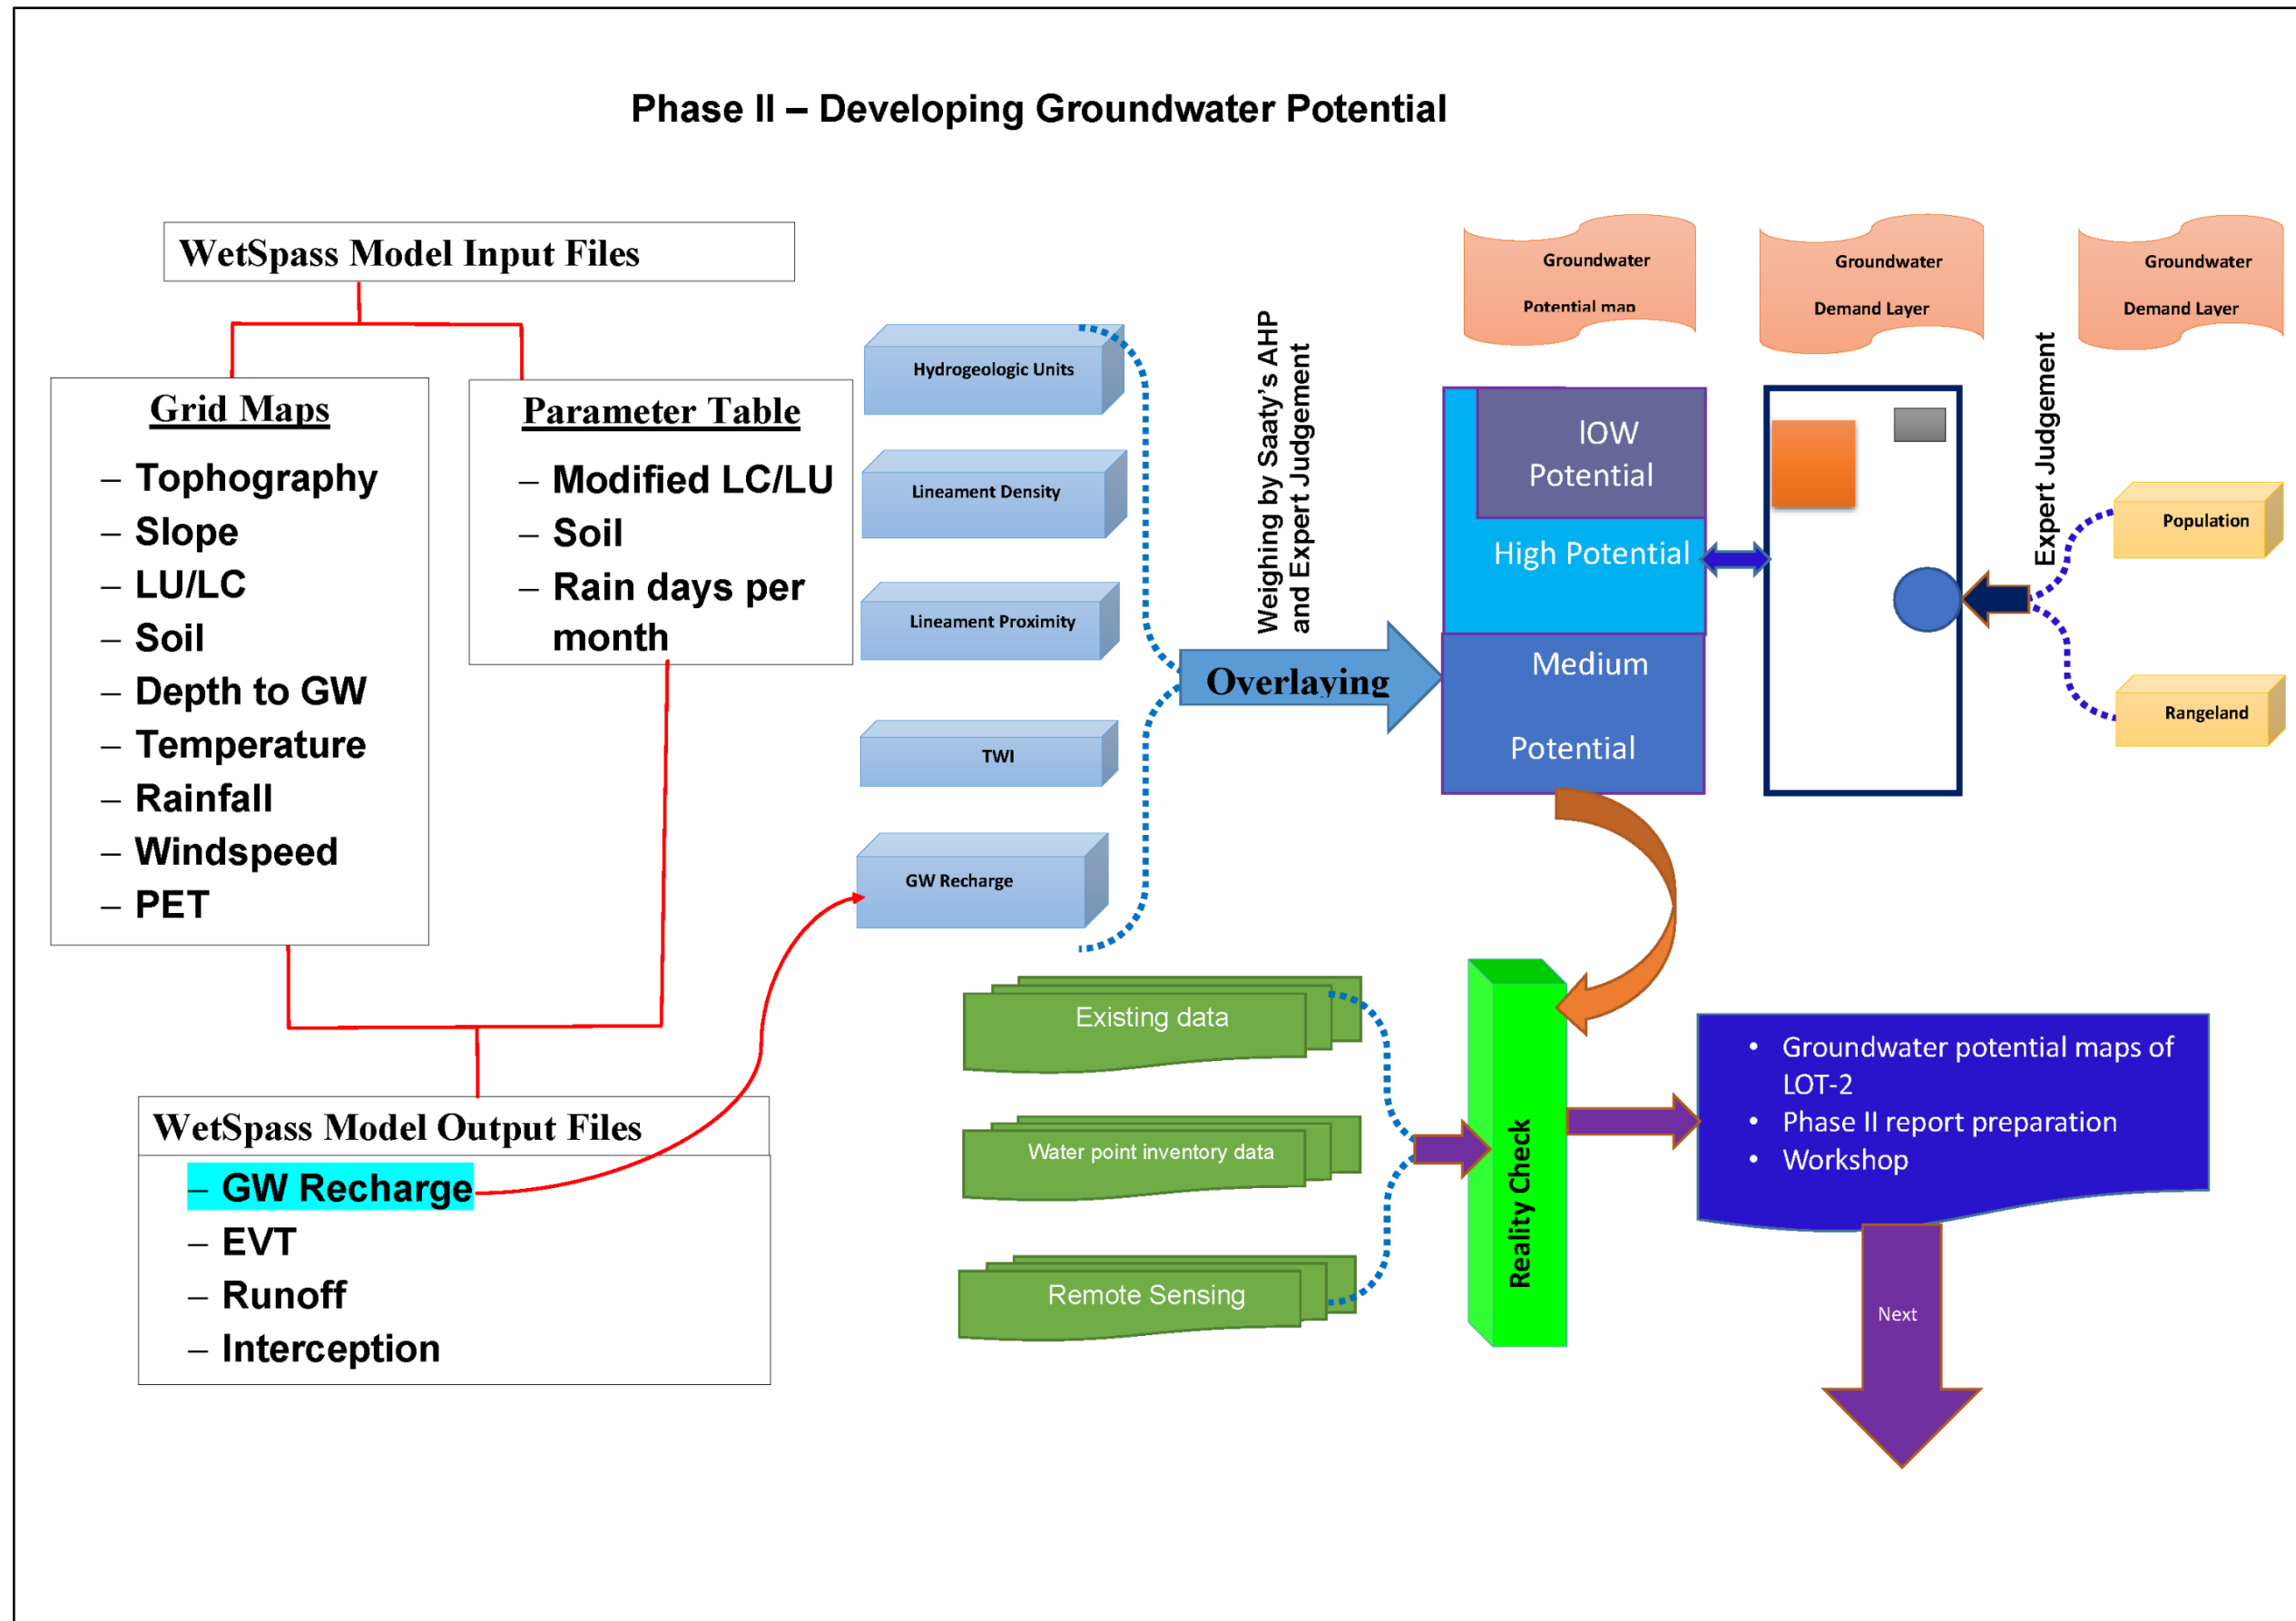 Phase II – Developing Groundwater Potential
WetSpass Model Input Files
Grid Maps
– Tophography
– Slope
– LU/LC
– Soil
– Depth to GW
– Temperature
– Rainfall
– Windspeed
– PET
Parameter Table
– Modified LC/LU
– Soil
– Rain days per
month
WetSpass Model Output Files
– GW Recharge
– EVT
– Runoff
– Interception
Hydrogeologic Units
Lineament Density
Lineament Proximity
TWI
GW Recharge
Weighing by Saaty’s AHP
and Expert Judgement
Overlaying
Groundwater
Potential map
Groundwater
Demand Layer
Groundwater
Demand Layer
lOW
Potential
High Potential
Medium
Potential
Expert Judgement
Population
Rangeland
Existing data
Water point inventory data
Remote Sensing
Reality Check
• Groundwater potential maps of
LOT-2
• Phase II report preparation
• Workshop
Next